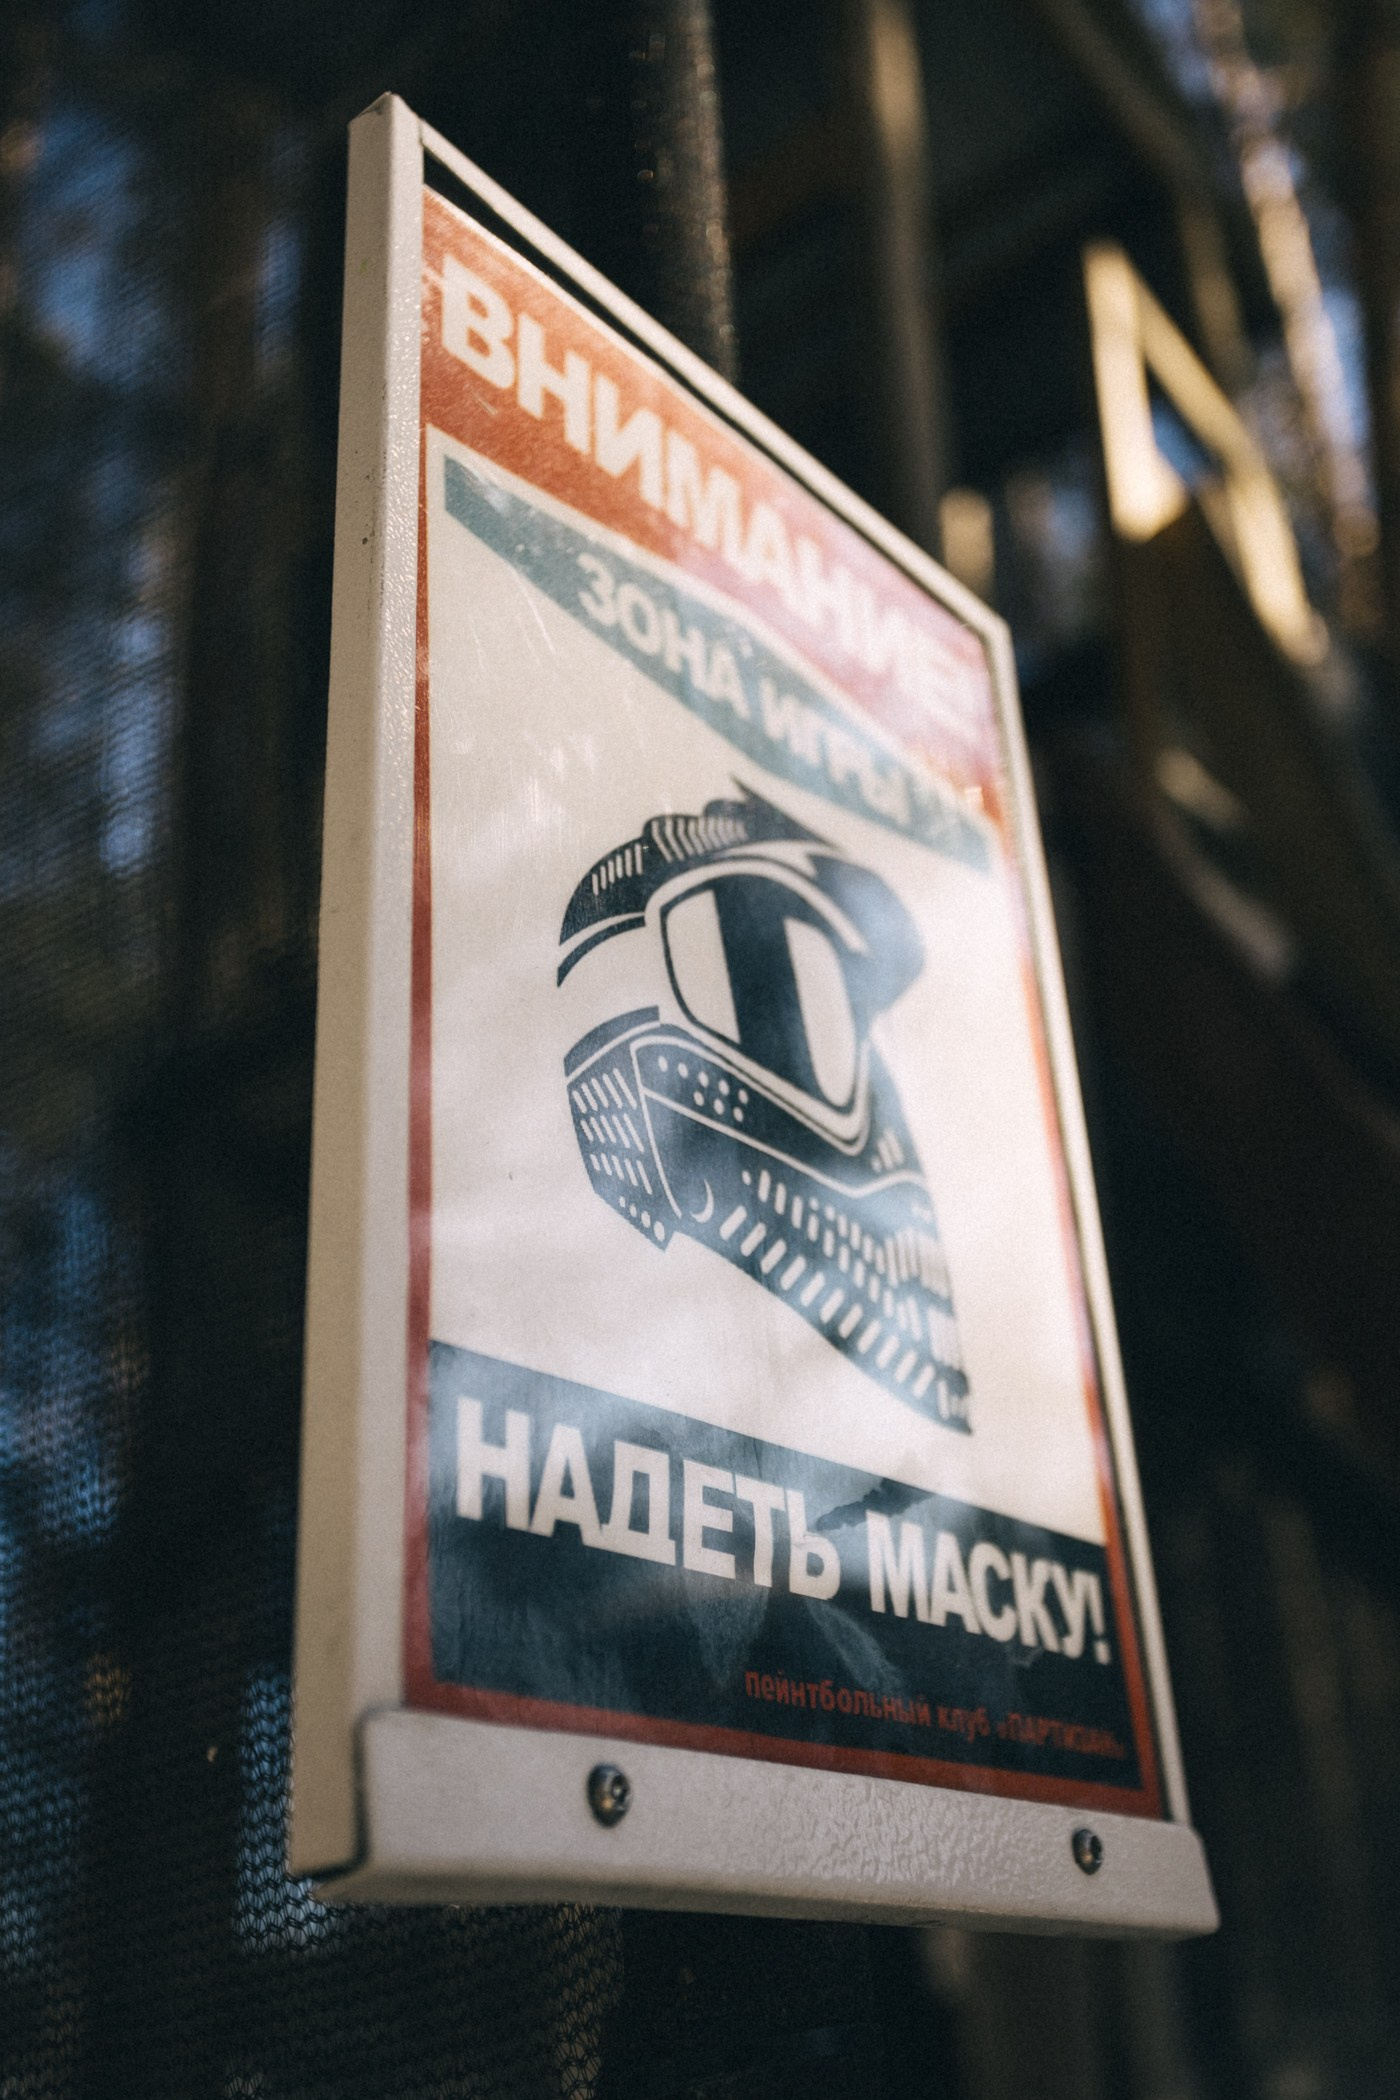 ВНИМАНИЕ!
ЗОНА ИГРЫ
НАДЕТЬ МАСКУ!
пейнтбольный клуб «ПАРТИЗАН»